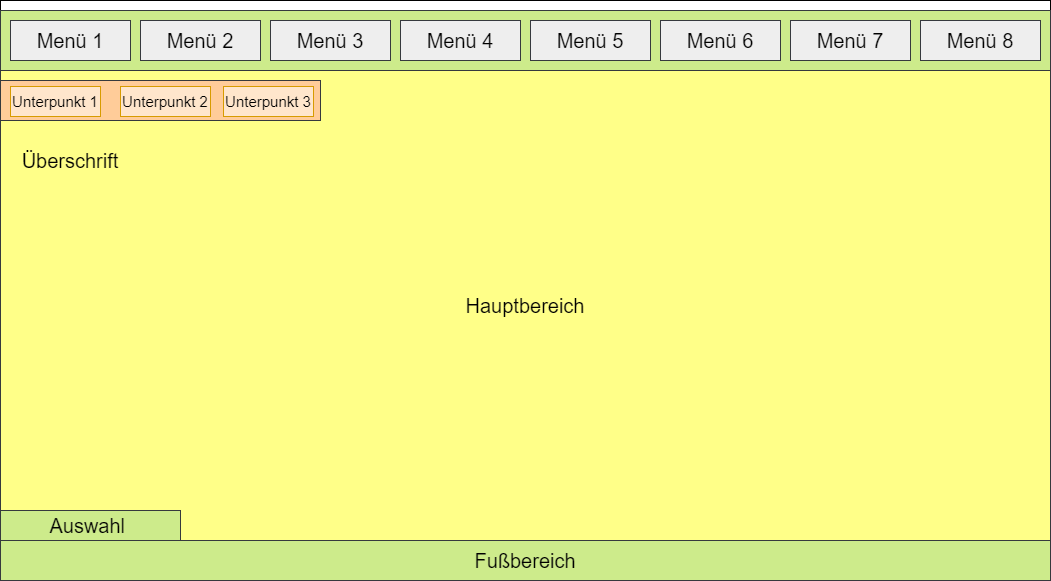 Menü 1 Menü 2 Menü 3 Menü 4 Menü 5 Menü 6 Menü 7 Menü 8
Unterpunkt 1 Unterpunkt 2 Unterpunkt 3
Überschrift
Hauptbereich
Auswahl
Fußbereich